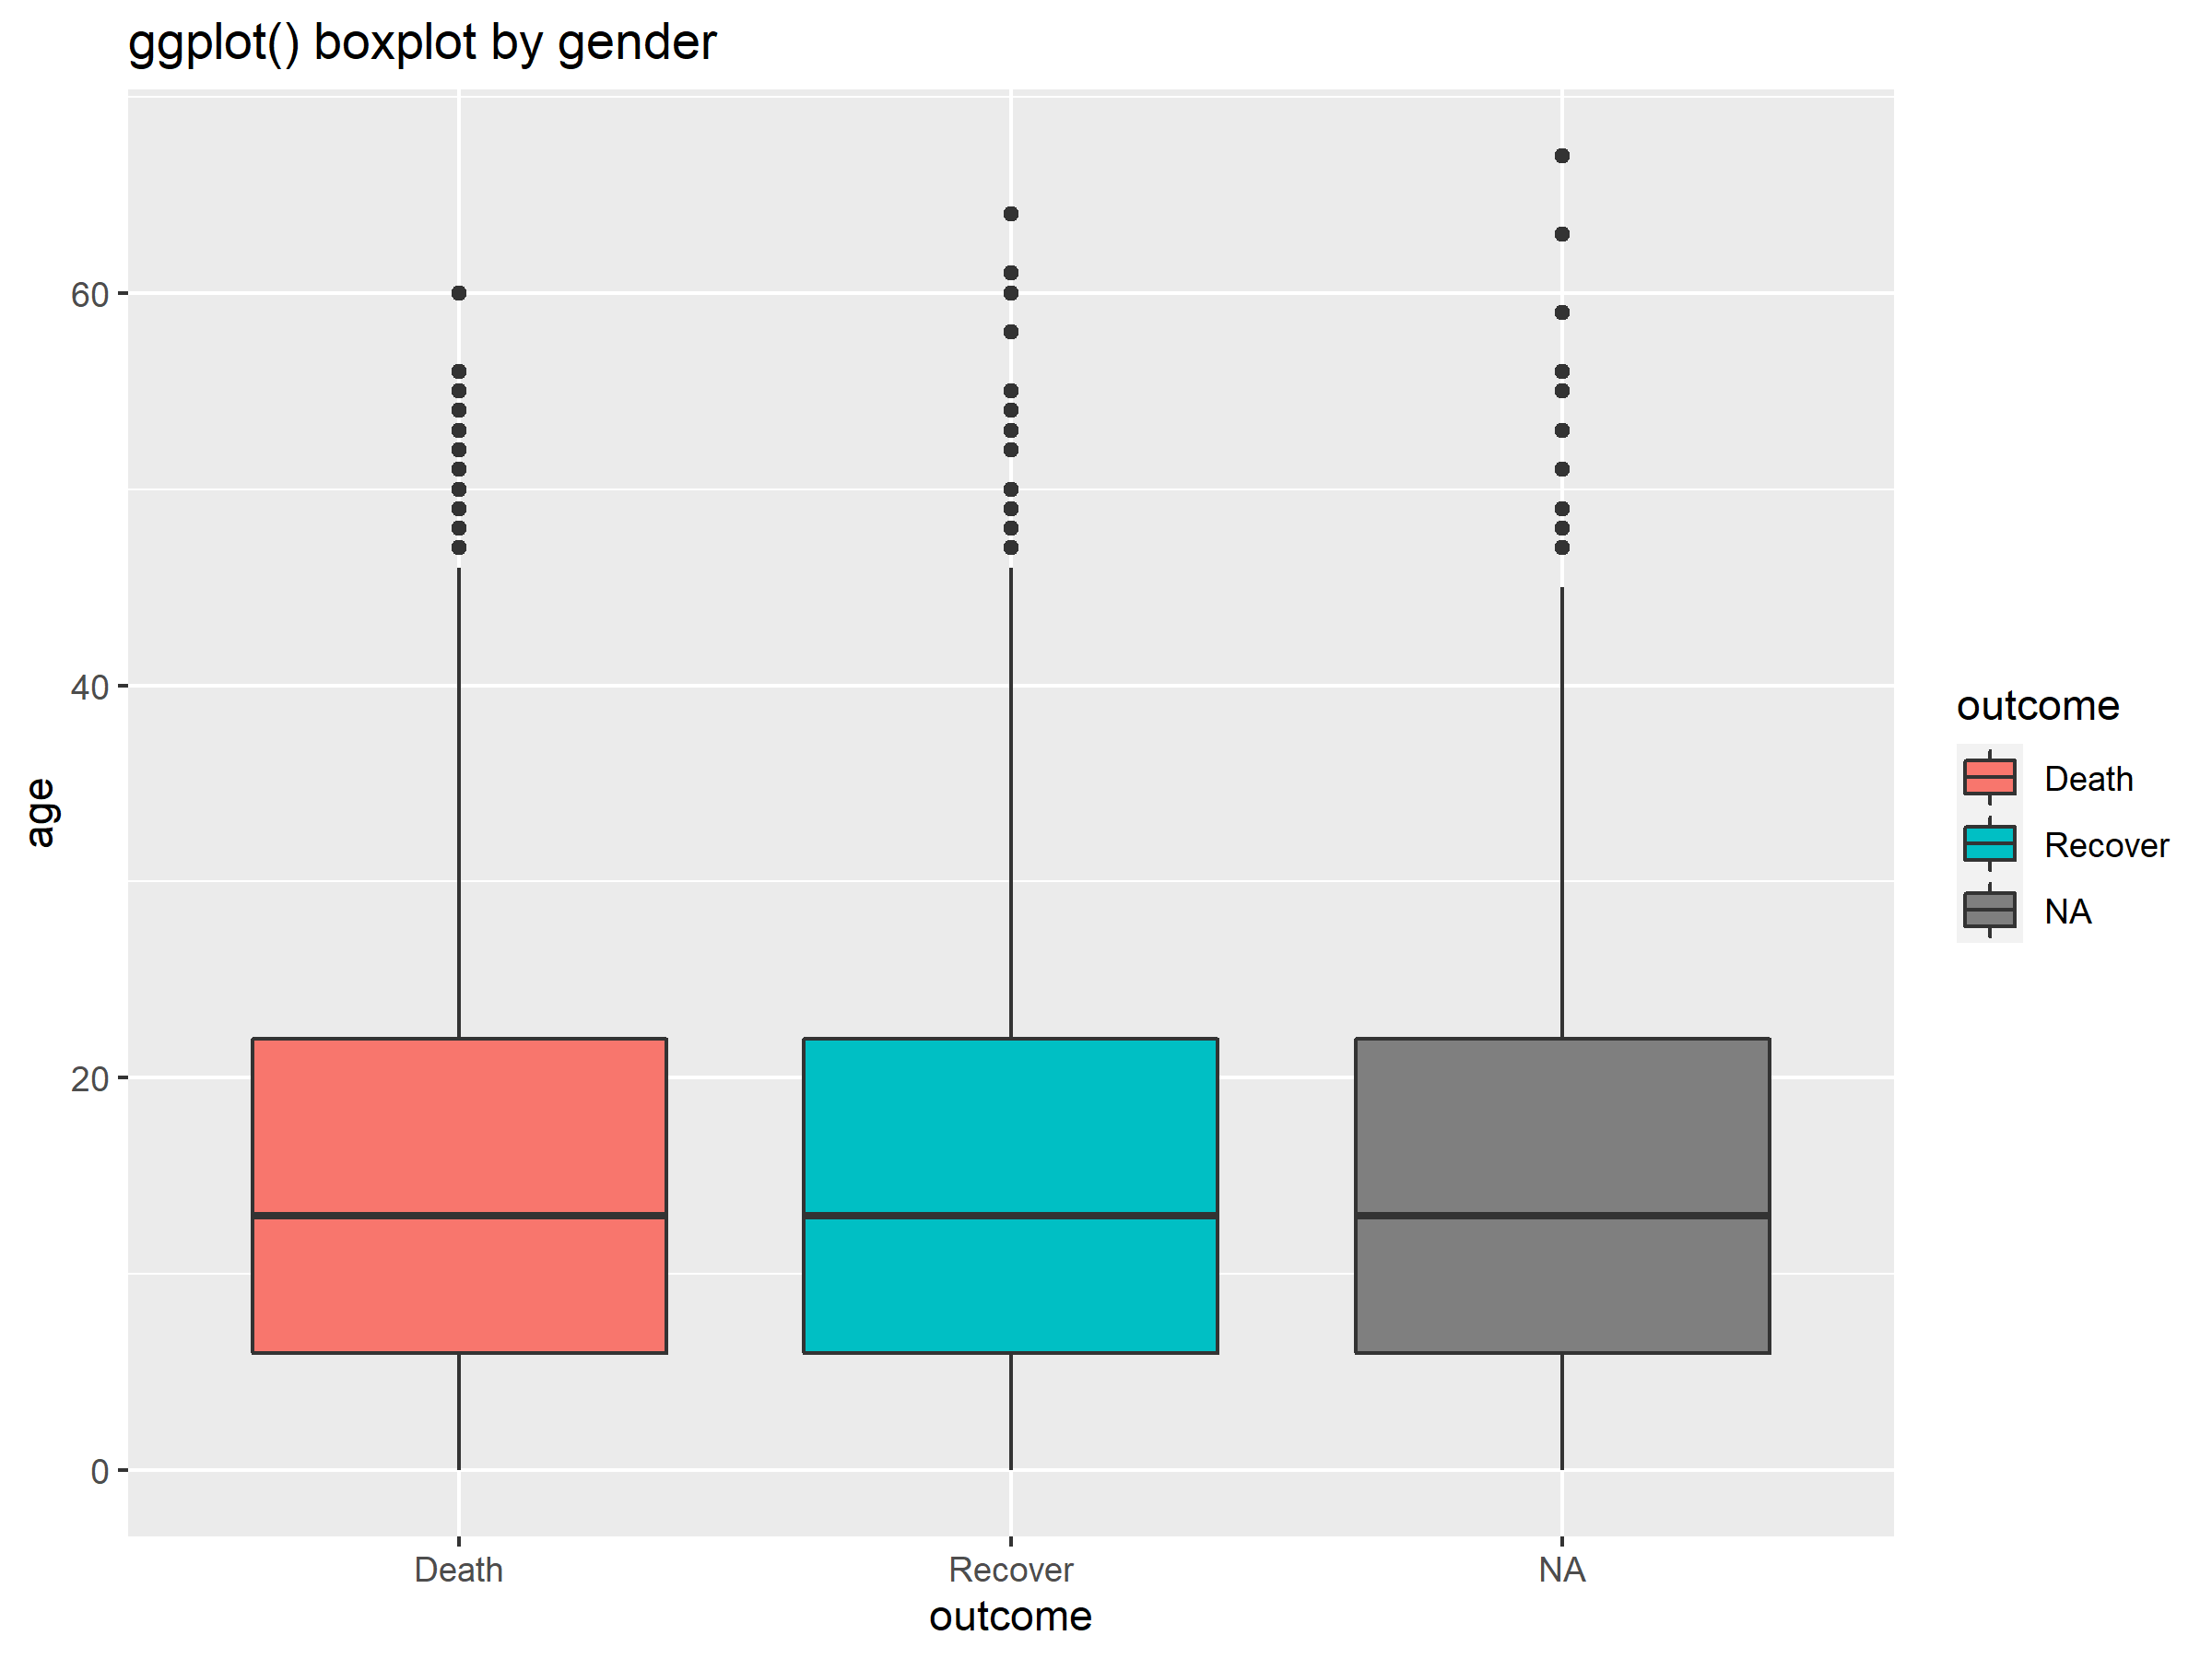 ggplot() boxplot by gender
60
40
20
0
age
Death
Recover
NA
outcome
outcome
Death
Recover
NA